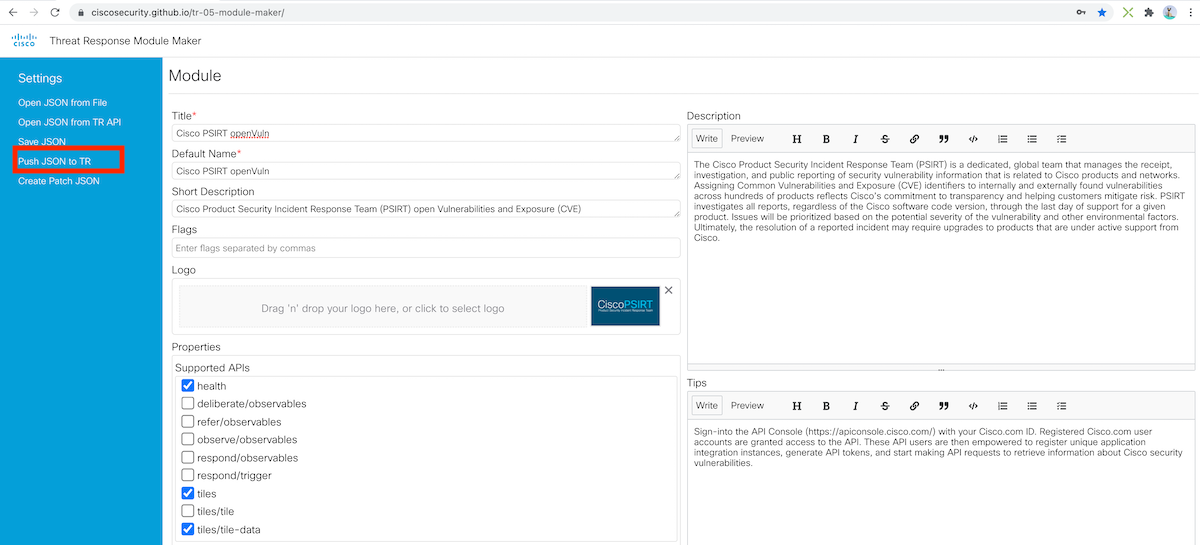 ciscosecurity.github.io/tr-05-module-maker/
CISCO
Threat Response Module Maker
Settings
Open JSON from File
Open JSON from TR API
Save JSON
Push JSON to TR
Create Patch JSON
Module
Title*
Cisco PSIRT openVuln
Default Name*
Cisco PSIRT openVuln
Short Description
Cisco Product Security Incident Response Team (PSIRT) open Vulnerabilities and Exposure (CVE)
Flags
Enter flags separated by commas
Logo
Drag 'n' drop your logo here, or click to select logo
CiscoPSIRT
Product Security Incident Response Team
Properties
Supported APIs
health
deliberate/observables
refer/observables
observe/observables
respond/observables
respond/trigger
tiles
tiles/tile
tiles/tile-data
Description
Write Preview H B I S
The Cisco Product Security Incident Response Team (PSIRT) is a dedicated, global team that manages the receipt,
investigation, and public reporting of security vulnerability information that is related to Cisco products and networks.
Assigning Common Vulnerabilities and Exposure (CVE) identifiers to internally and externally found vulnerabilities
across hundreds of products reflects Cisco's commitment to transparency and helping customers mitigate risk. PSIRT
investigates all reports, regardless of the Cisco software code version, through the last day of support for a given
product. Issues will be prioritized based on the potential severity of the vulnerability and other environmental factors.
Ultimately, the resolution of a reported incident may require upgrades to products that are under active support from
Cisco.
Tips
Write Preview H B I S
Sign-into the API Console (https://apiconsole.cisco.com/) with your Cisco.com ID. Registered Cisco.com user
accounts are granted access to the API. These API users are then empowered to register unique application
integration instances, generate API tokens, and start making API requests to retrieve information about Cisco security
vulnerabilities.